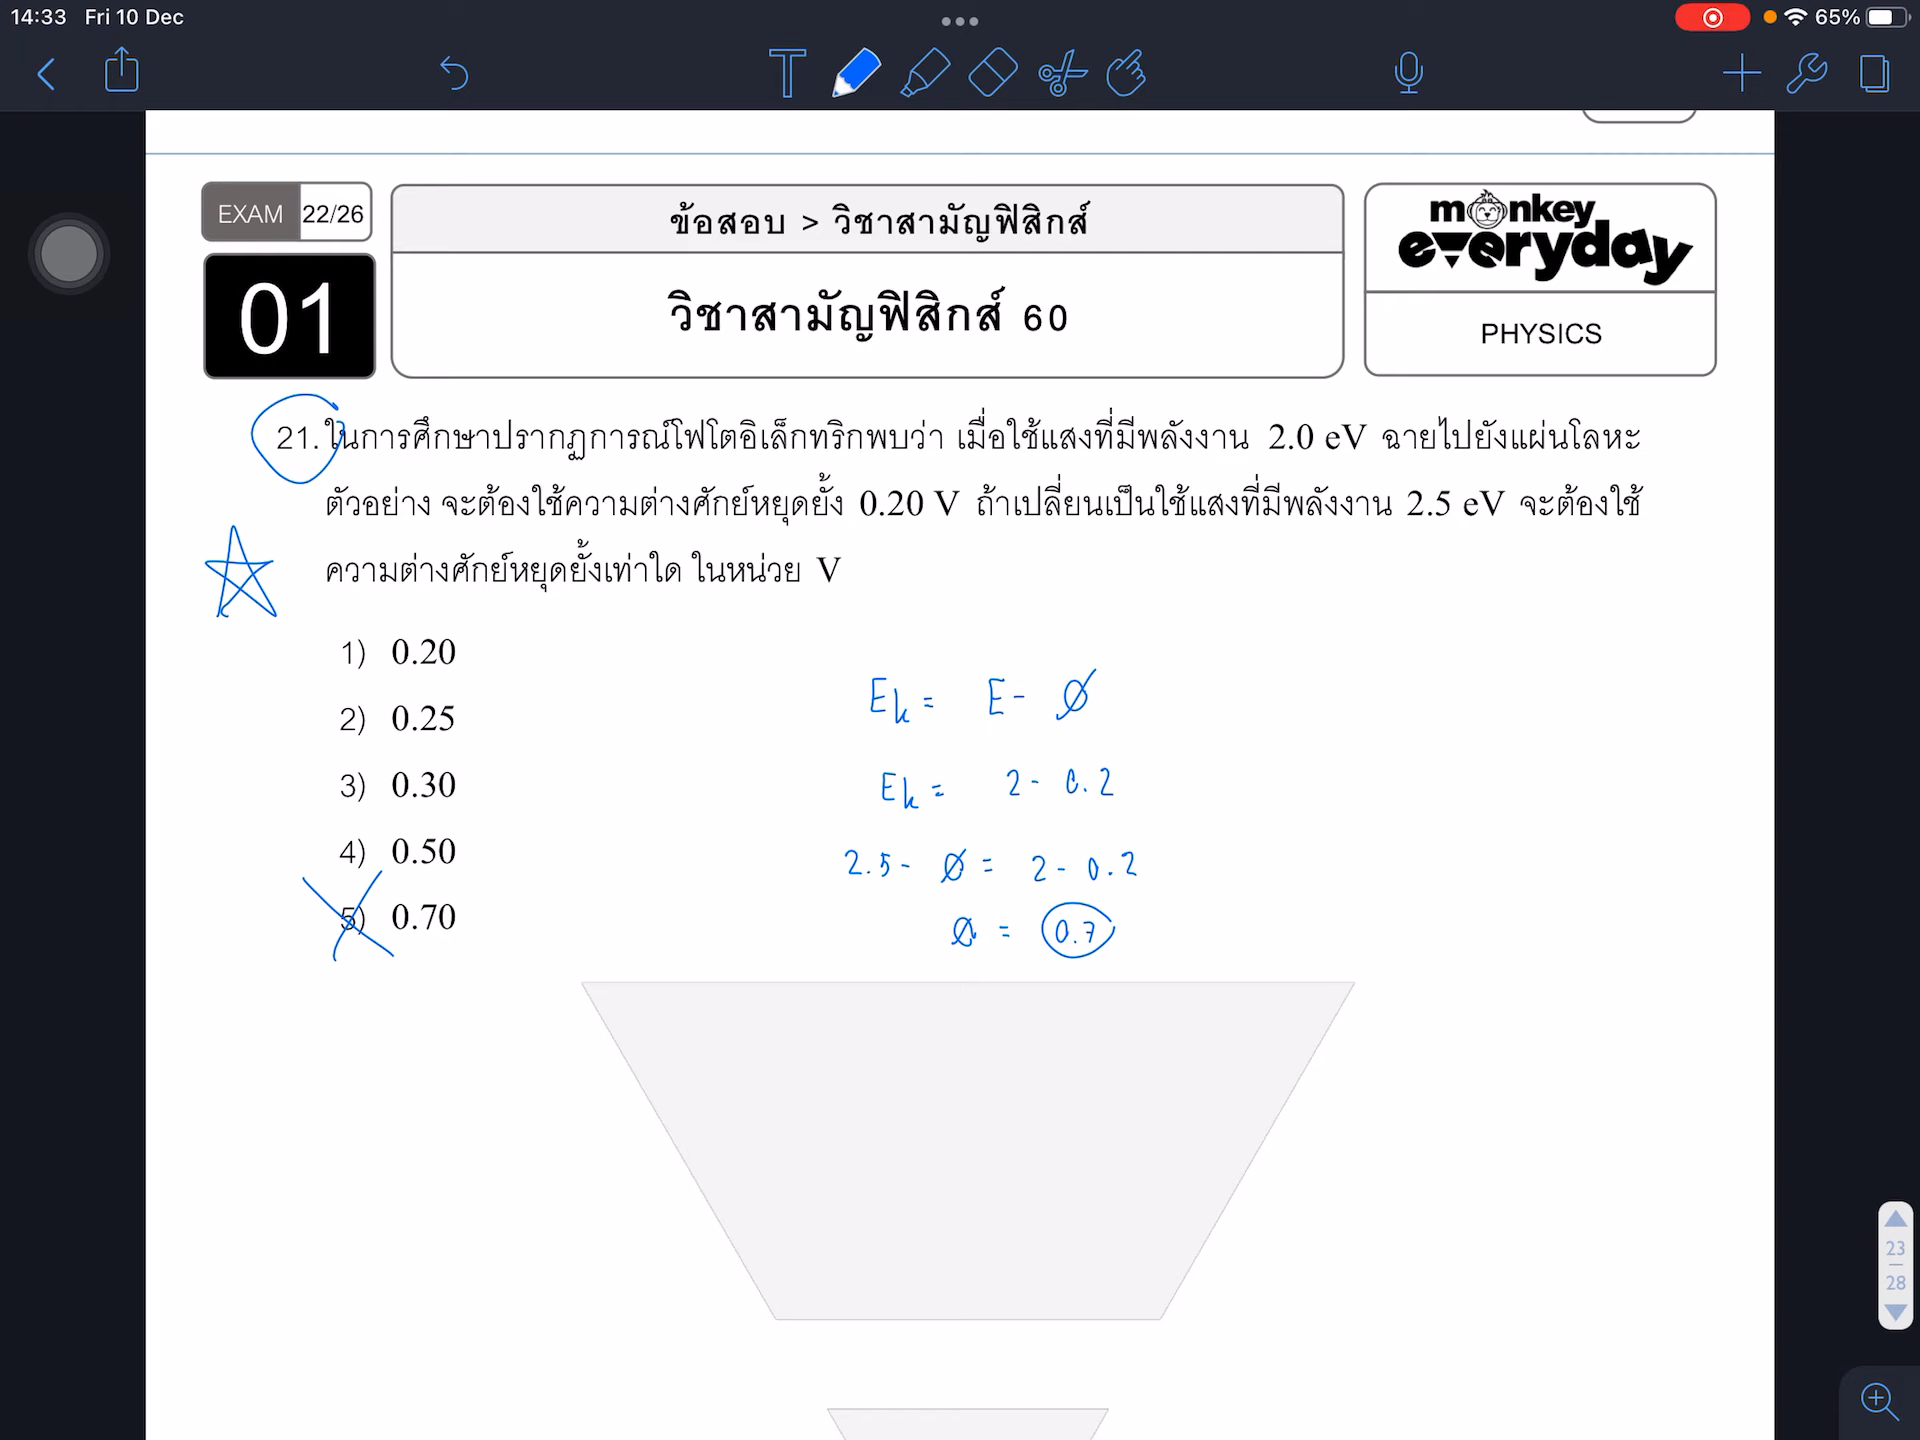 14:33 Fri 10 Dec
65%
EXAM 22/26
01
ข้อสอบ > วิชาสามัญฟิสิกส์
วิชาสามัญฟิสิกส์ 60
monkey
everyday
PHYSICS
21. ในการศึกษาปรากฏการณ์โฟโตอิเล็กทริกพบว่า เมื่อใช้แสงที่มีพลังงาน 2.0 eV ฉายไปยังแผ่นโลหะ
ตัวอย่าง จะต้องใช้ความต่างศักย์หยุดยั้ง 0.20 V ถ้าเปลี่ยนเป็นใช้แสงที่มีพลังงาน 2.5 eV จะต้องใช้
ความต่างศักย์หยุดยั้งเท่าใด ในหน่วย V
1) 0.20
2) 0.25
3) 0.30
4) 0.50
5) 0.70
Ek = E - Ø
Ek = 2 - 0.2
2.5 - Ø = 2 - 0.2
Ø = 0.7
23
28